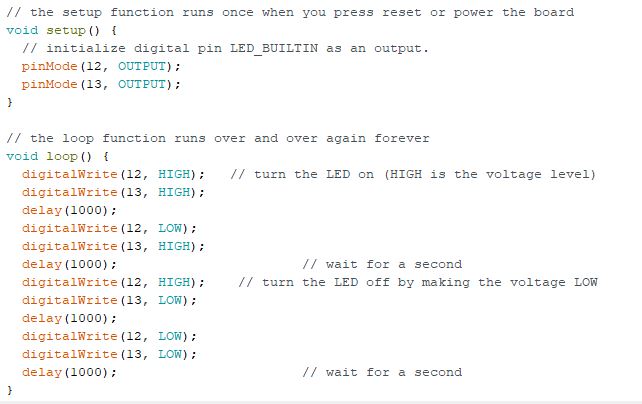 // the setup function runs once when you press reset or power the board
void setup() {
  // initialize digital pin LED_BUILTIN as an output.
  pinMode(12, OUTPUT);
  pinMode(13, OUTPUT);
}

// the loop function runs over and over again forever
void loop() {
  digitalWrite(12, HIGH);   // turn the LED on (HIGH is the voltage level)
  digitalWrite(13, HIGH);
  delay(1000);
  digitalWrite(12, LOW);
  digitalWrite(13, HIGH);
  delay(1000);                       // wait for a second
  digitalWrite(12, HIGH);    // turn the LED off by making the voltage LOW
  digitalWrite(13, LOW);
  delay(1000);
  digitalWrite(12, LOW);
  digitalWrite(13, LOW);
  delay(1000);                       // wait for a second
}